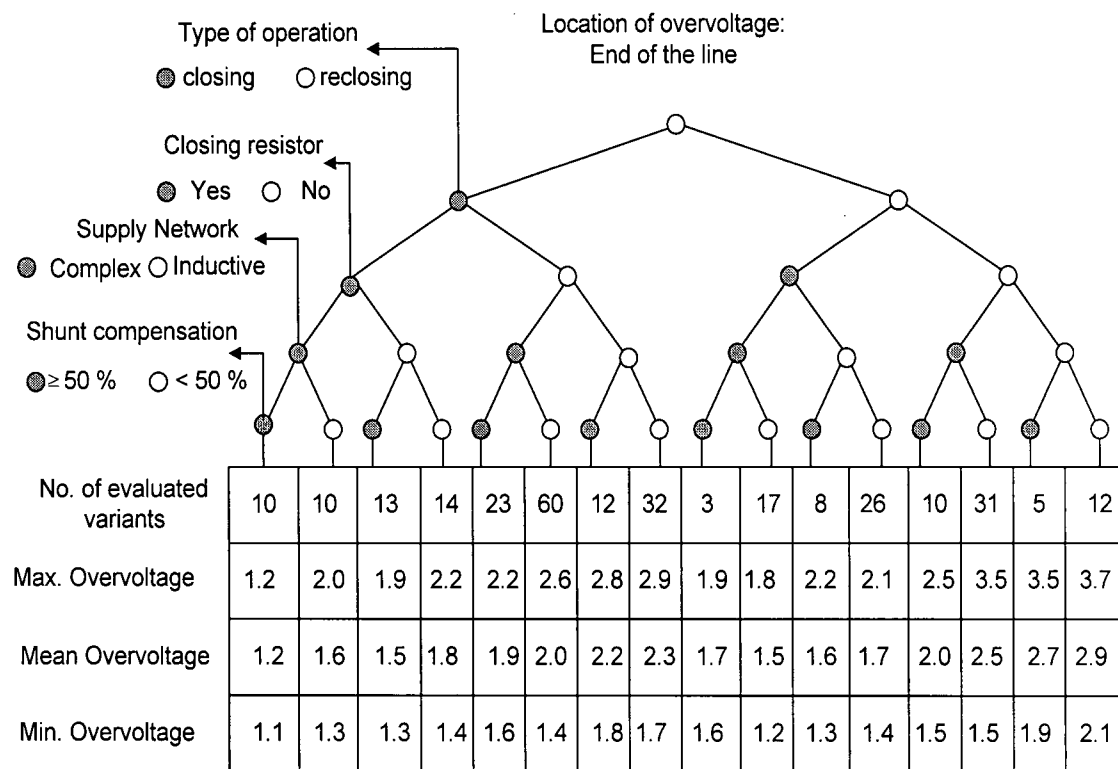 Type of operation
closing reclosing
Location of overvoltage:
End of the line
Closing resistor
Yes No
Supply Network
Complex Inductive
Shunt compensation
≥ 50 % < 50 %
No. of evaluated
variants
10 10 13 14 23 60 12 32 3 17 8 26 10 31 5 12
Max. Overvoltage
1.2 2.0 1.9 2.2 2.2 2.6 2.8 2.9 1.9 1.8 2.2 2.1 2.5 3.5 3.5 3.7
Mean Overvoltage
1.2 1.6 1.5 1.8 1.9 2.0 2.2 2.3 1.7 1.5 1.6 1.7 2.0 2.5 2.7 2.9
Min. Overvoltage
1.1 1.3 1.3 1.4 1.6 1.4 1.8 1.7 1.6 1.2 1.3 1.4 1.5 1.5 1.9 2.1